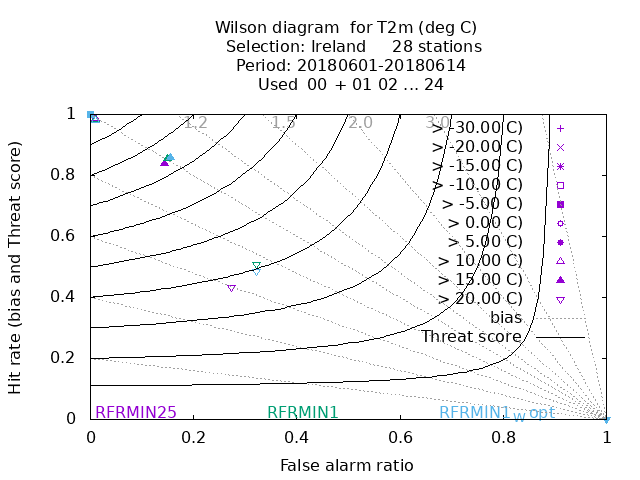 Wilson diagram for T2m (deg C)
Selection: Ireland 28 stations
Period: 20180601-20180614
Used 00 + 01 02 ... 24
Hit rate (bias and Threat score)
1
0.8
0.6
0.4
0.2
0
1.2 1.5 2.0 3.0
> -30.00 C)
> -20.00 C)
> -15.00 C)
> -10.00 C)
> -5.00 C)
> 0.00 C)
> 5.00 C)
> 10.00 C)
> 15.00 C)
> 20.00 C)
bias
Threat score
RFRMIN25 RFRMIN1 RFRMIN1_W_opt
0 0.2 0.4 0.6 0.8 1
False alarm ratio